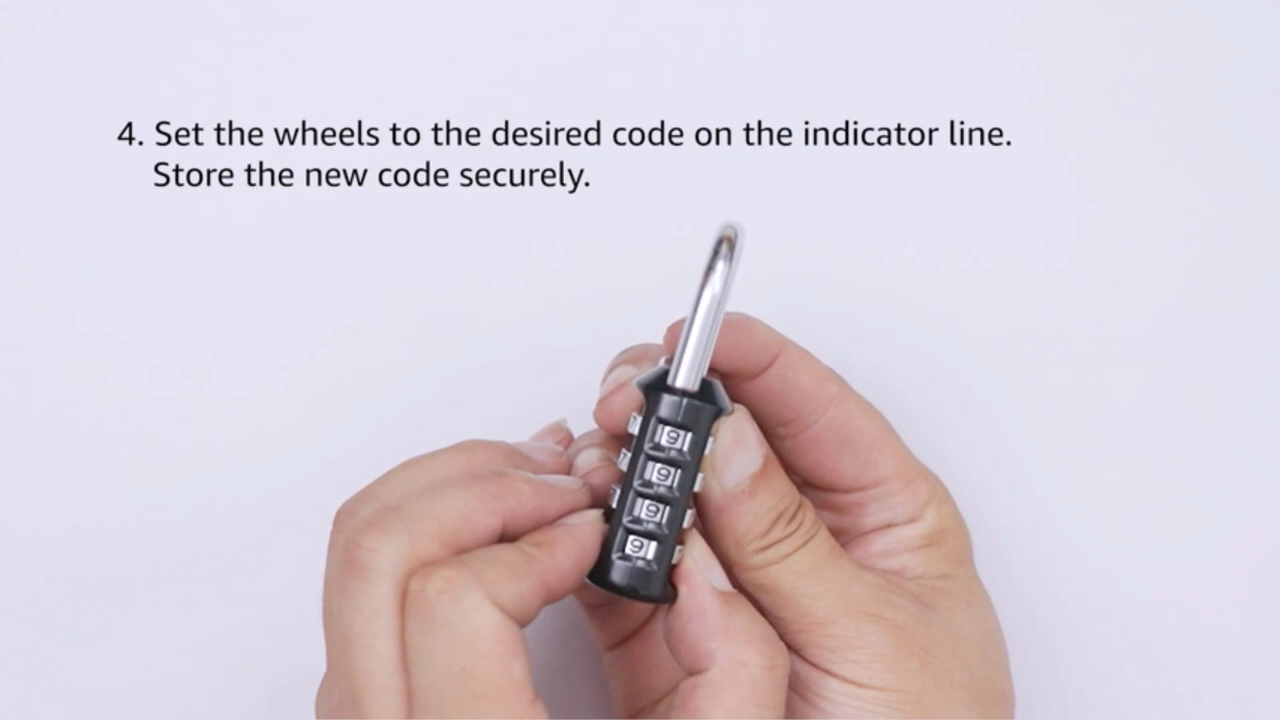 4. Set the wheels to the desired code on the indicator line.
Store the new code securely.
9
9
9
9